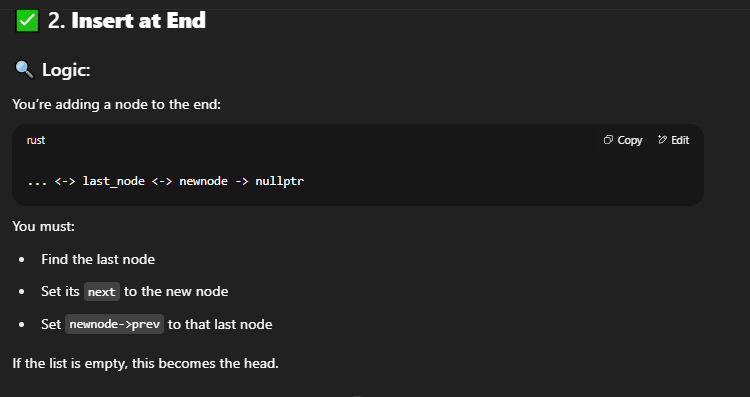 ✅ 2. Insert at End
🔍 Logic:
You're adding a node to the end:
rust Copy Edit
... <-> last_node <-> newnode -> nullptr
You must:
• Find the last node
• Set its next to the new node
• Set newnode->prev to that last node
If the list is empty, this becomes the head.